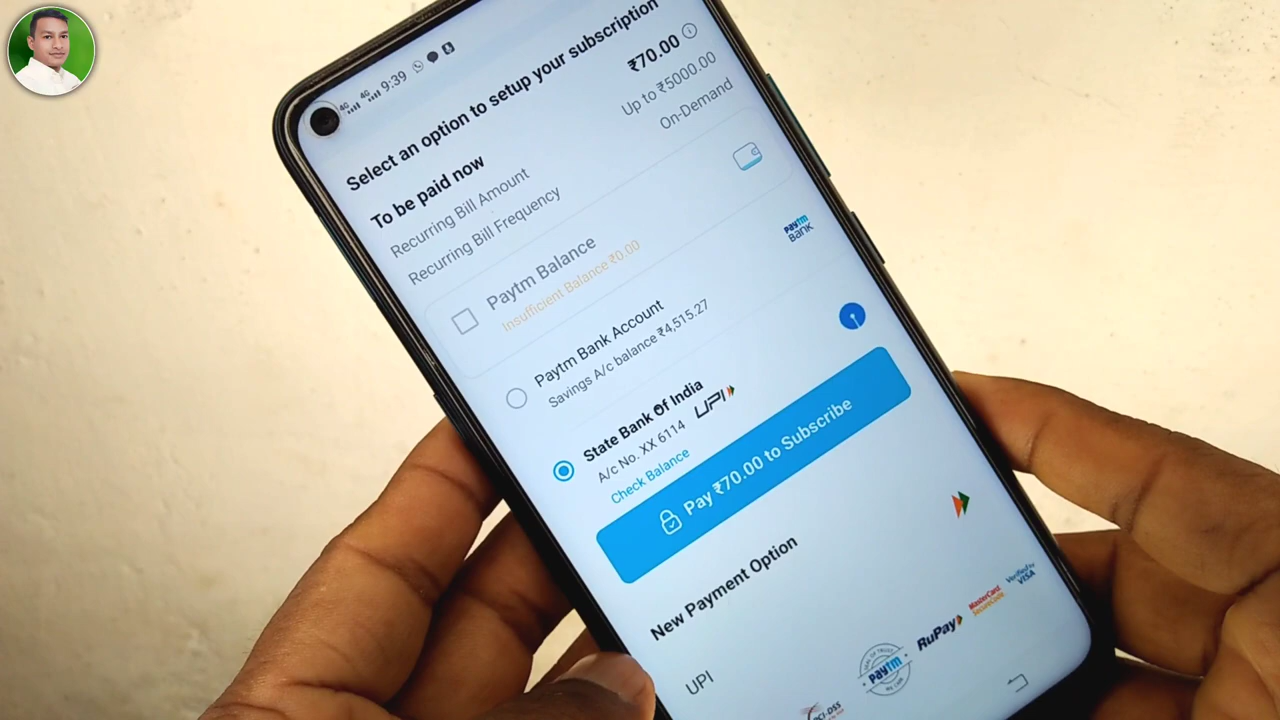 4G 4G 9:39
Select an option to setup your subscription
To be paid now ₹70.00
Recurring Bill Amount Up to ₹5000.00
Recurring Bill Frequency On-Demand
Paytm Balance
Insufficient Balance ₹0.00
Paytm Bank Account paytm Bank
Savings A/c balance ₹4,515.27
State Bank Of India
A/c No. XX 6114 UPI
Check Balance
Pay ₹70.00 to Subscribe
New Payment Option
UPI
PCI-DSS paytm RuPay MasterCard SecureCode Verified by VISA